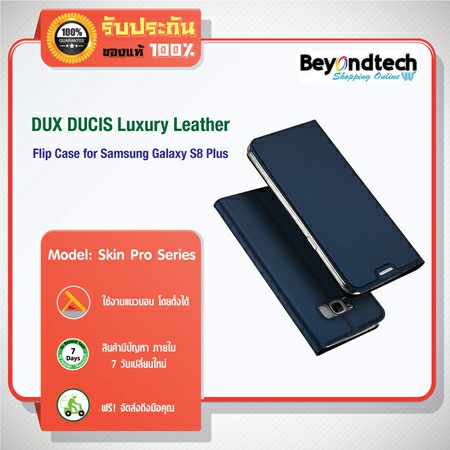 100%
GUARANTEE
รับประกัน
ของแท้ 100%
Beyondtech
Shopping Online
DUX DUCIS Luxury Leather
Flip Case for Samsung Galaxy S8 Plus
Model: Skin Pro Series
ใช้งานแนวนอน โดยตั้งได้
7
Days
สินค้ามีปัญหา ภายใน
7 วันเปลี่ยนใหม่
ฟรี! จัดส่งถึงมือคุณ